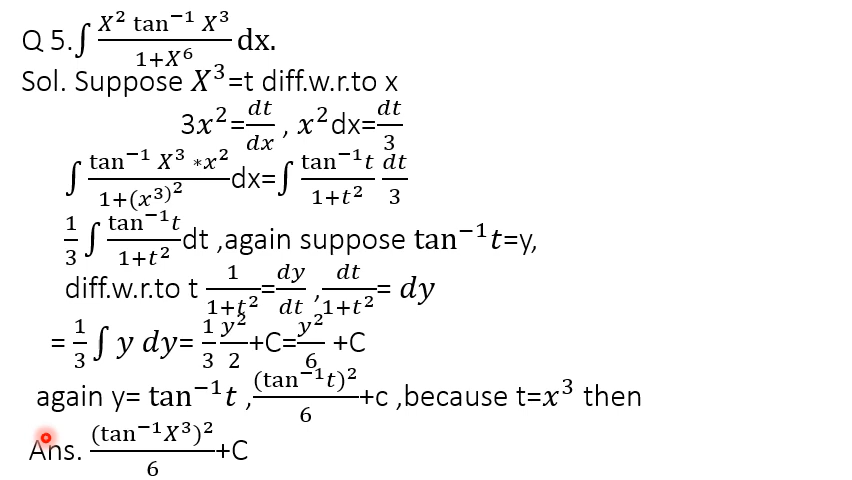 Q 5.∫ (X² tan⁻¹ X³)/(1+X⁶) dx.
Sol. Suppose X³=t diff.w.r.to x
3x²=dt/dx , x²dx=dt/3
∫ (tan⁻¹ X³ *x²)/(1+(x³)²) dx=∫ (tan⁻¹t)/(1+t²) dt/3
1/3 ∫ (tan⁻¹t)/(1+t²) dt ,again suppose tan⁻¹t=y,
diff.w.r.to t 1/(1+t²)=dy/dt , dt/(1+t²)= dy
=1/3 ∫ y dy= 1/3 y²/2 +C= y²/6 +C
again y= tan⁻¹t , (tan⁻¹t)²/6 +c ,because t=x³ then
Ans. (tan⁻¹X³)²/6 +C